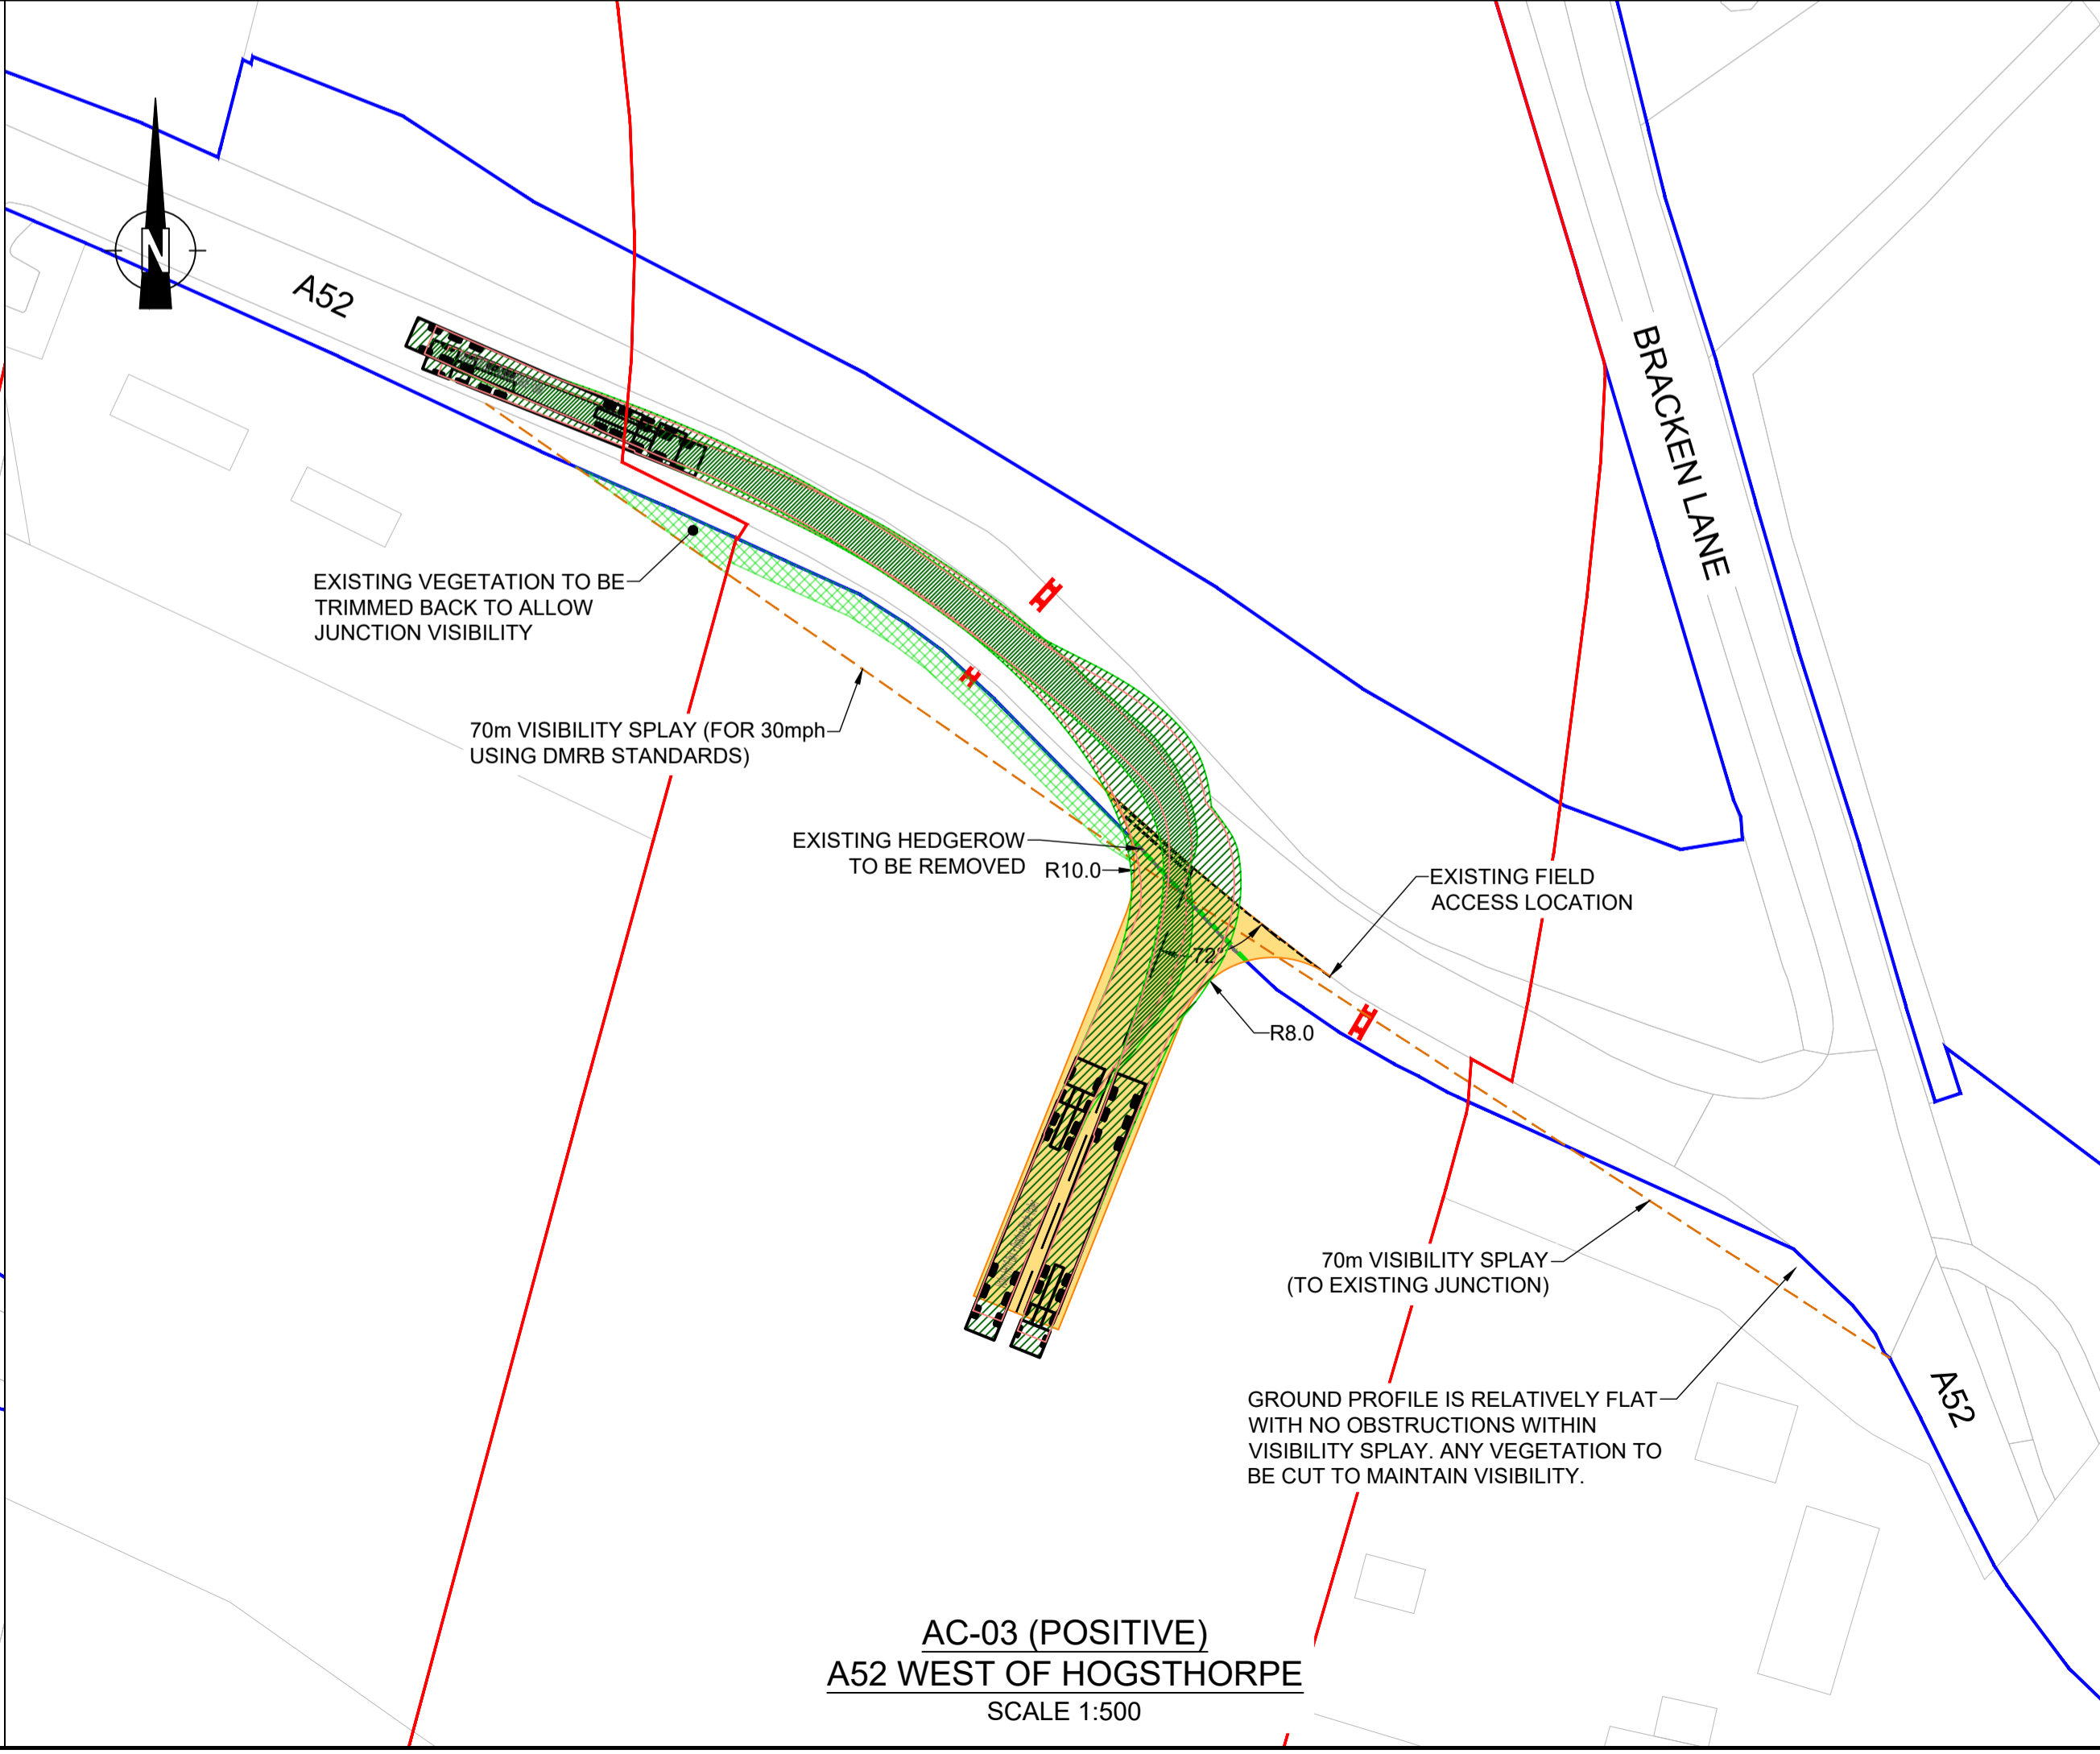 N
A52
BRACKEN LANE
EXISTING VEGETATION TO BE
TRIMMED BACK TO ALLOW
JUNCTION VISIBILITY
70m VISIBILITY SPLAY (FOR 30mph
USING DMRB STANDARDS)
EXISTING HEDGEROW
TO BE REMOVED
R10.0
EXISTING FIELD
ACCESS LOCATION
72°
R8.0
70m VISIBILITY SPLAY
(TO EXISTING JUNCTION)
A52
GROUND PROFILE IS RELATIVELY FLAT
WITH NO OBSTRUCTIONS WITHIN
VISIBILITY SPLAY. ANY VEGETATION TO
BE CUT TO MAINTAIN VISIBILITY.
AC-03 (POSITIVE)
A52 WEST OF HOGSTHORPE
SCALE 1:500